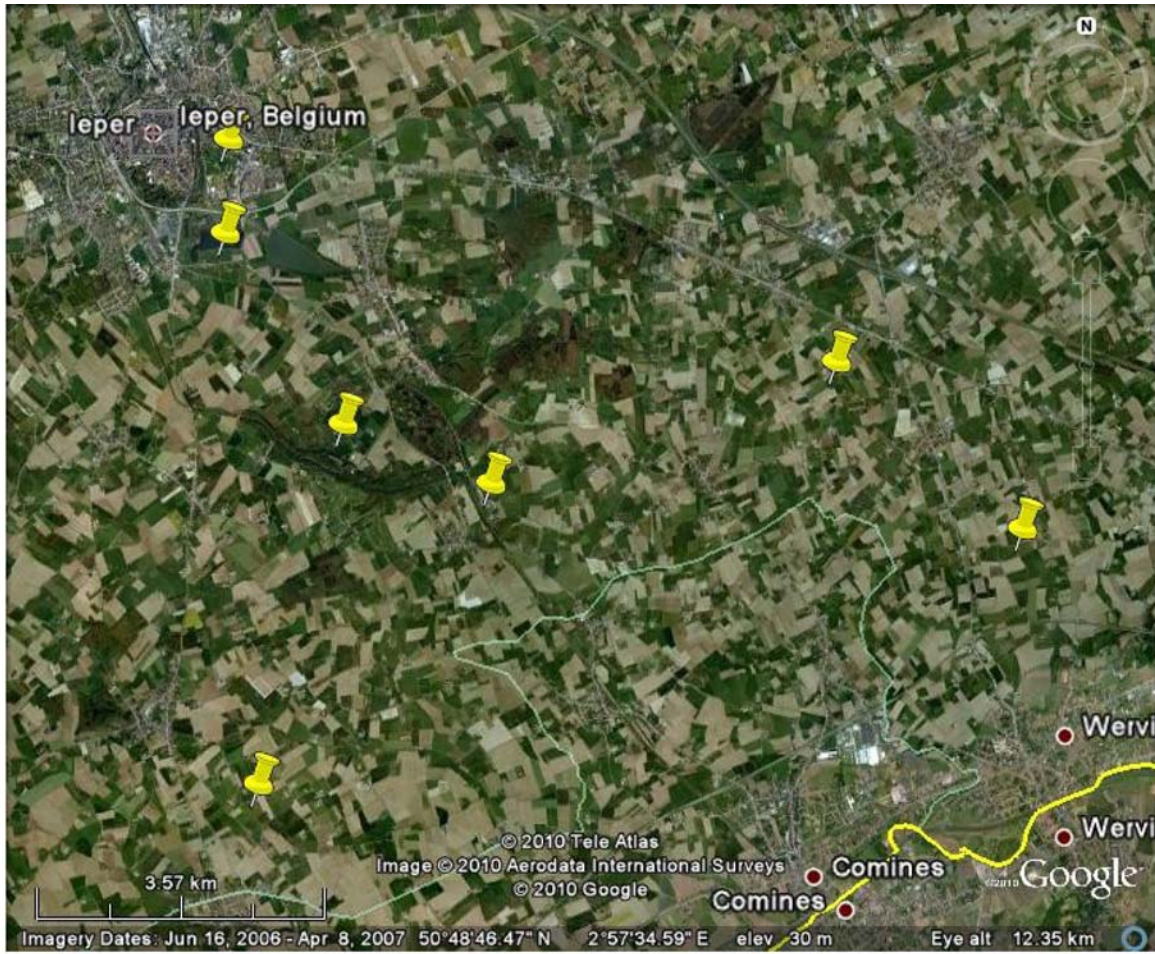 N
Ieper
Ieper, Belgium
Wervi
Wervi
© 2010 Tele Atlas
Image © 2010 Aerodata International Surveys
© 2010 Google
©2010 Google
3.57 km
Comines
Comines
Imagery Dates: Jun 16, 2006 - Apr 8, 2007 50°48'46.47" N 2°57'34.59" E elev 30 m Eye alt 12.35 km